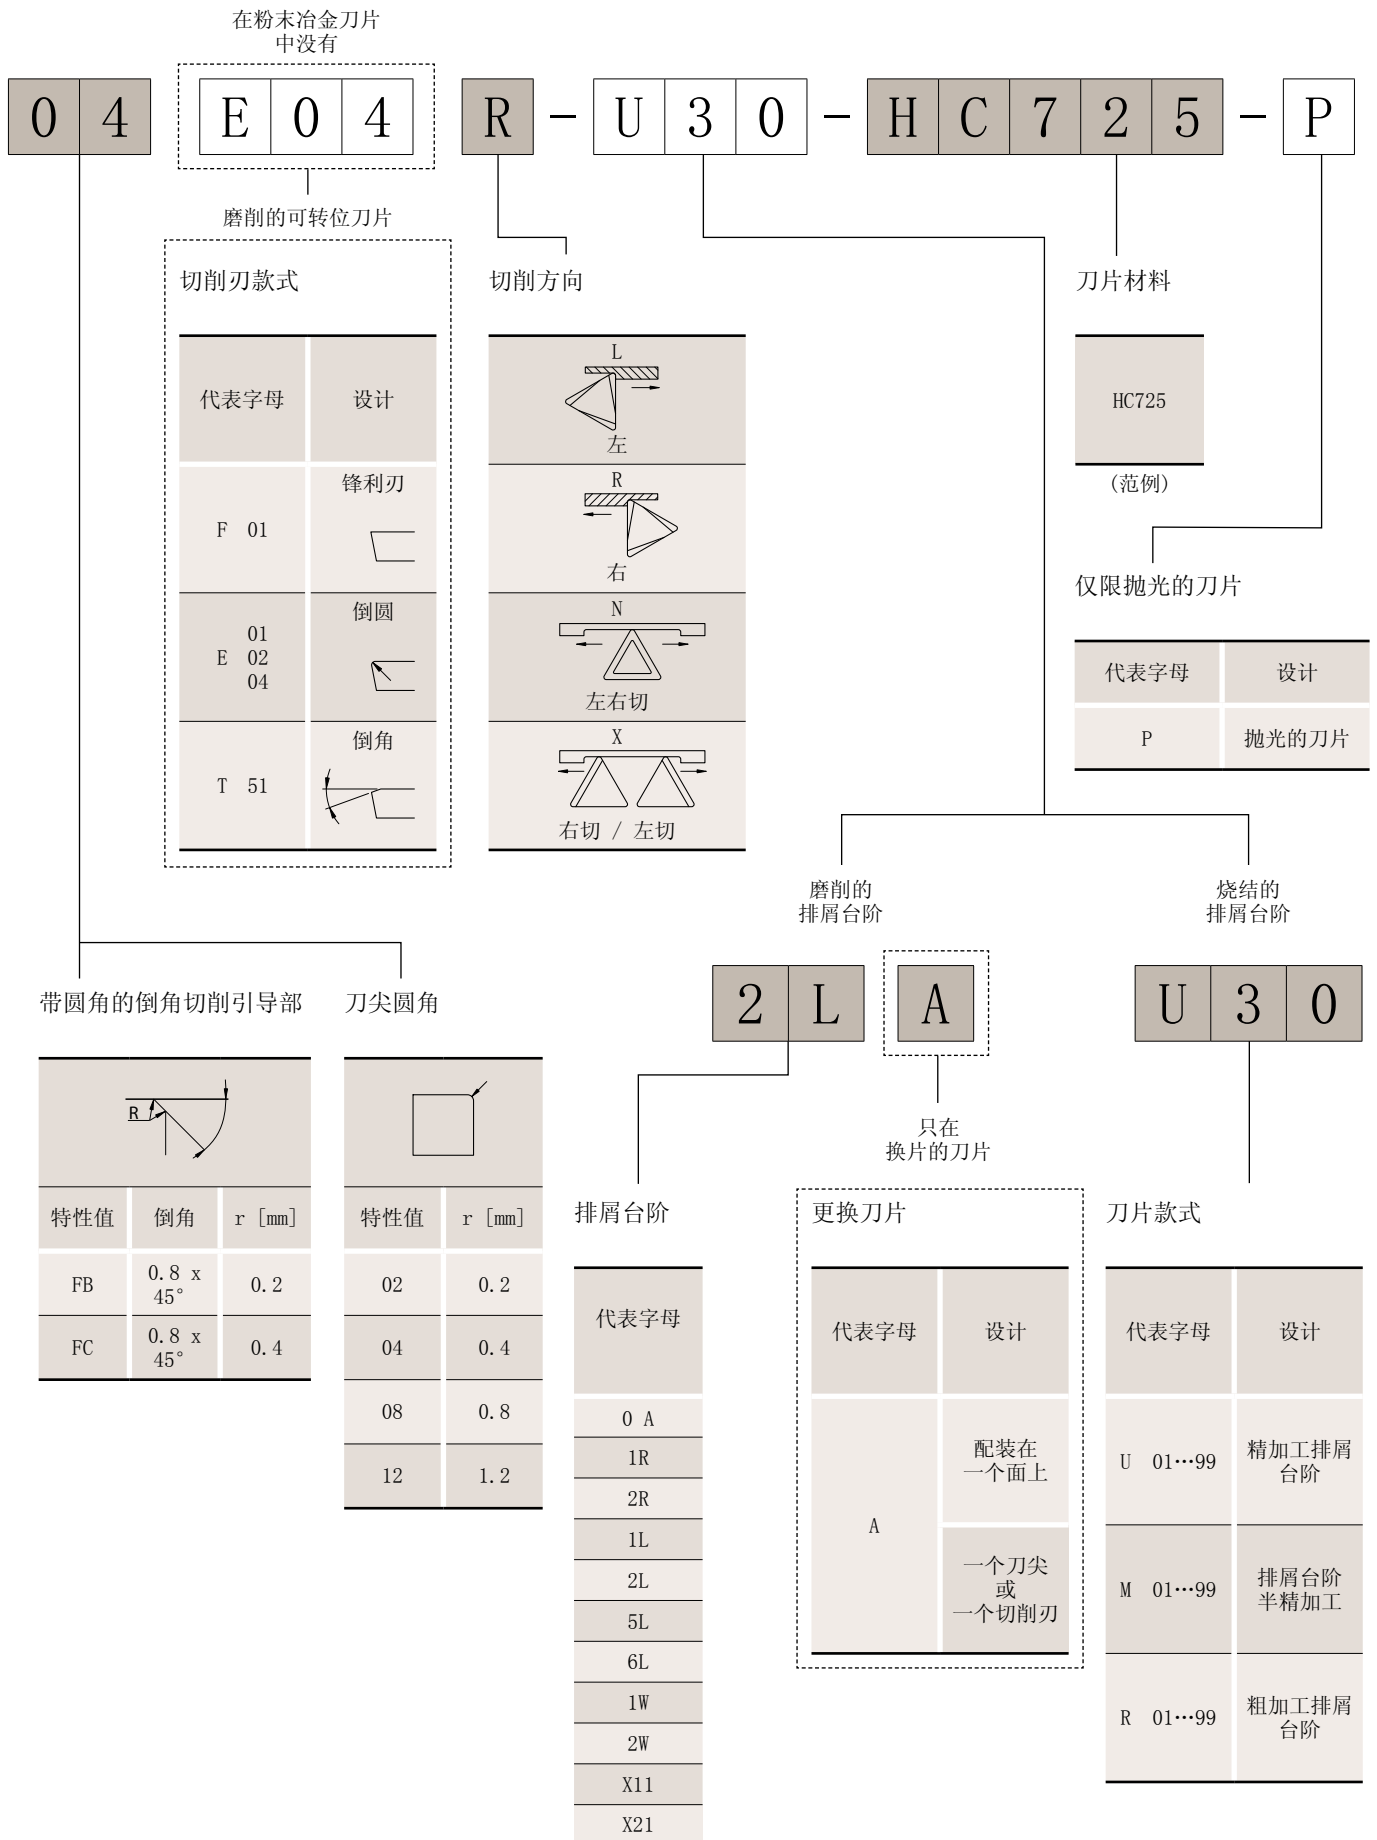 在粉末冶金刀片
中没有
0 4 E 0 4 R - U 3 0 - H C 7 2 5 - P
磨削的可转位刀片
切削刃款式
代表字母 设计
F 01 锋利刃
E 01 02 04 倒圆
T 51 倒角
切削方向
L
左
R
右
N
左右切
X
右切 / 左切
刀片材料
HC725
(范例)
仅限抛光的刀片
代表字母 设计
P 抛光的刀片
磨削的
排屑台阶
烧结的
排屑台阶
2 L A
U 3 0
只在
换片的刀片
带圆角的倒角切削引导部
R
特性值 倒角 r [mm]
FB 0.8 x 45° 0.2
FC 0.8 x 45° 0.4
刀尖圆角
特性值 r [mm]
02 0.2
04 0.4
08 0.8
12 1.2
排屑台阶
代表字母
0 A
1R
2R
1L
2L
5L
6L
1W
2W
X11
X21
更换刀片
代表字母 设计
A
配装在
一个面上
一个刀尖
或
一个切削刃
刀片款式
代表字母 设计
U 01…99 精加工排屑
台阶
M 01…99 排屑台阶
半精加工
R 01…99 粗加工排屑
台阶